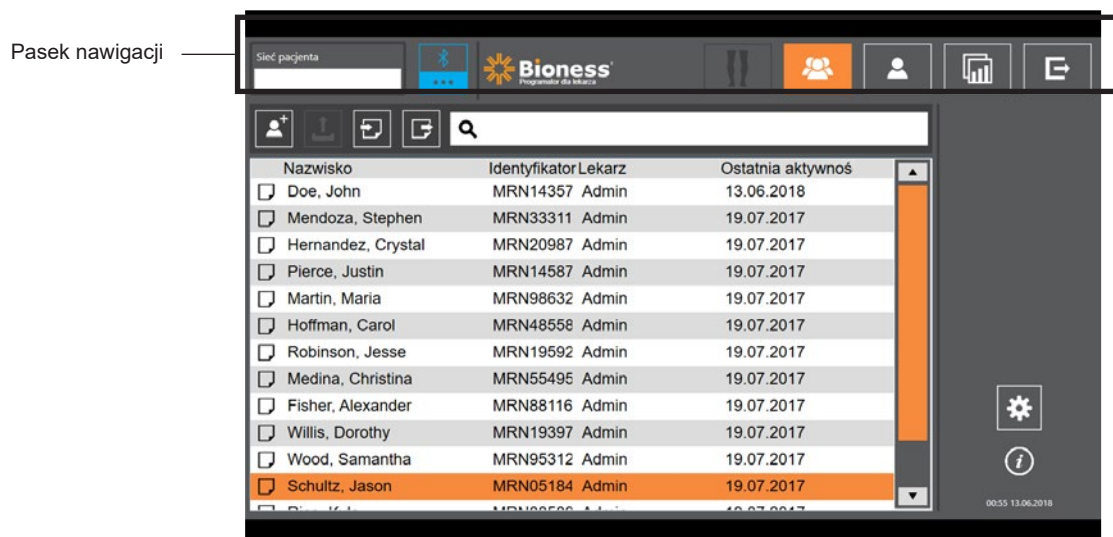 Pasek nawigacji
Sieć pacjenta
Bioness
Programator dla lekarza
Nazwisko Identyfikator Lekarz Ostatnia aktywnoś
Doe, John MRN14357 Admin 13.06.2018
Mendoza, Stephen MRN33311 Admin 19.07.2017
Hernandez, Crystal MRN20987 Admin 19.07.2017
Pierce, Justin MRN14587 Admin 19.07.2017
Martin, Maria MRN98632 Admin 19.07.2017
Hoffman, Carol MRN48558 Admin 19.07.2017
Robinson, Jesse MRN19592 Admin 19.07.2017
Medina, Christina MRN55495 Admin 19.07.2017
Fisher, Alexander MRN88116 Admin 19.07.2017
Willis, Dorothy MRN19397 Admin 19.07.2017
Wood, Samantha MRN95312 Admin 19.07.2017
Schultz, Jason MRN05184 Admin 19.07.2017
00:55 13.06.2018